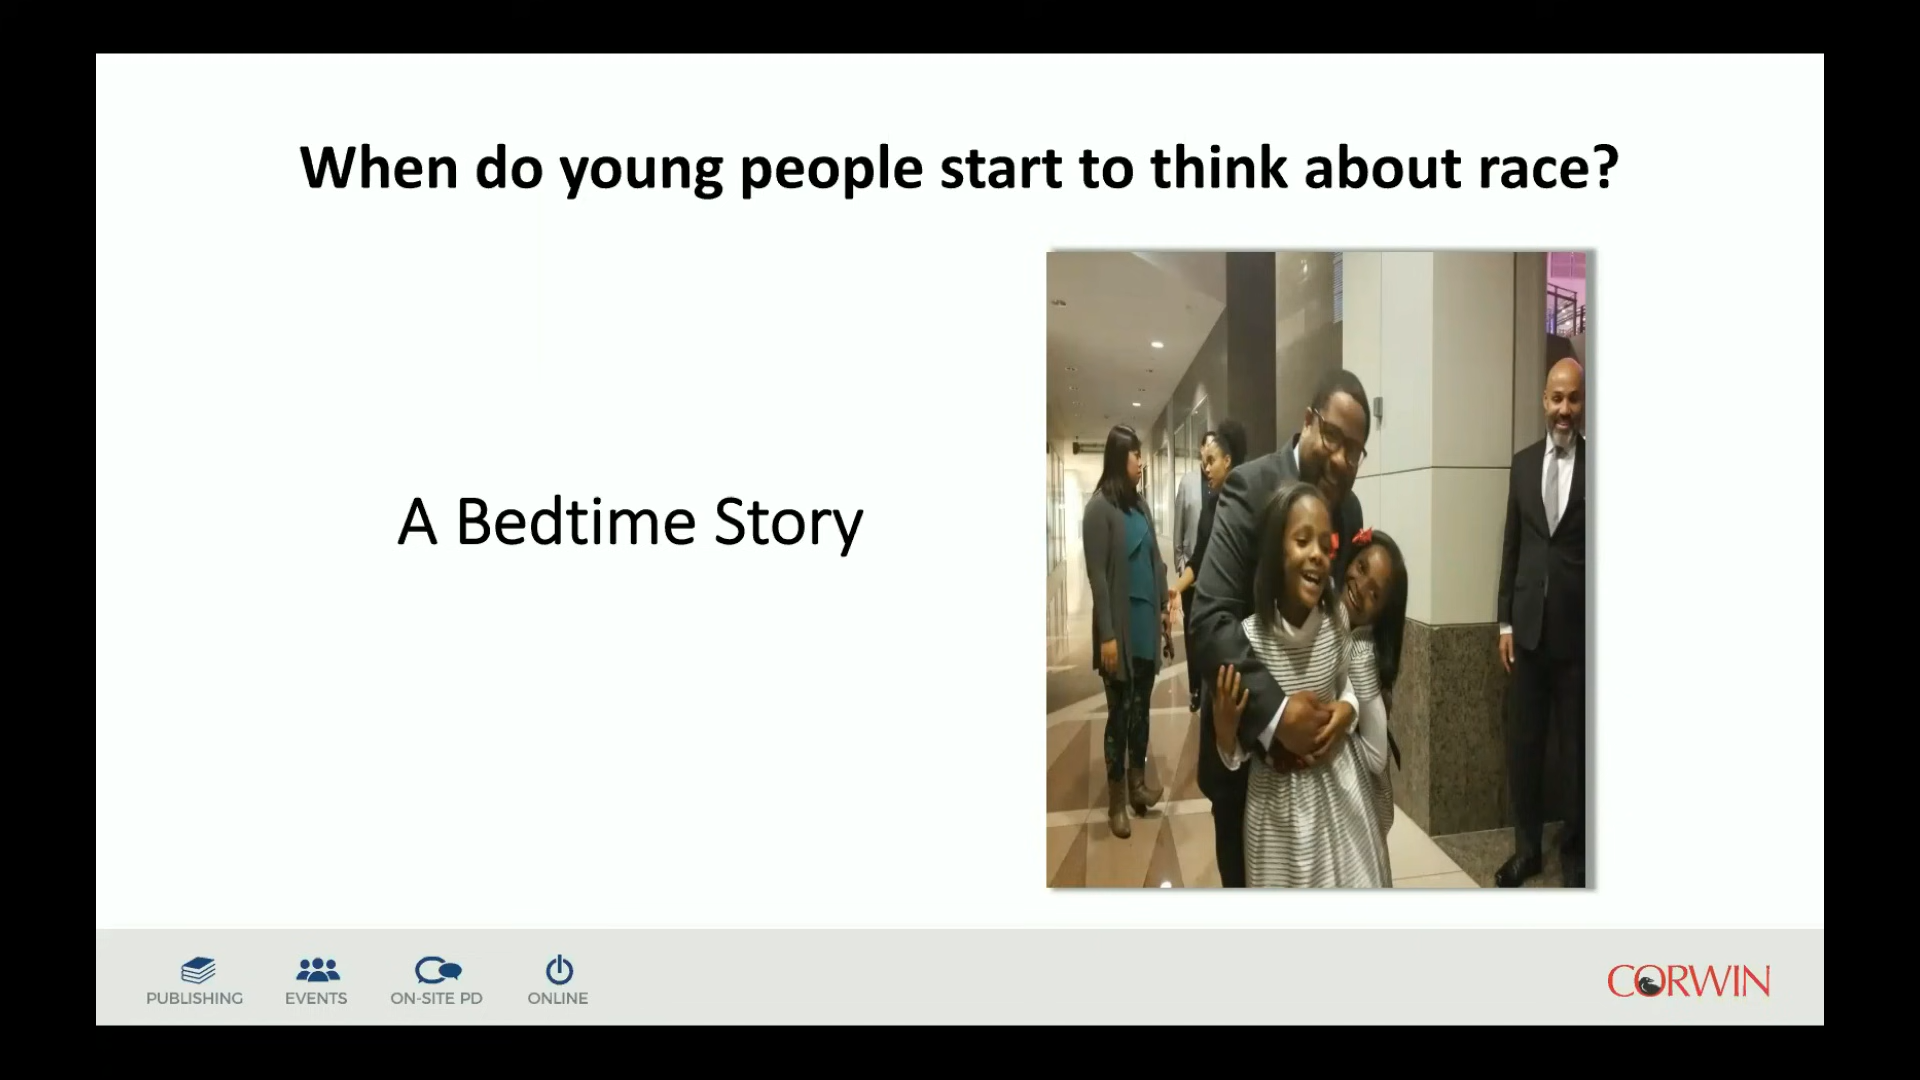 When do young people start to think about race?
A Bedtime Story
PUBLISHING
EVENTS
ON-SITE PD
ONLINE
CORWIN